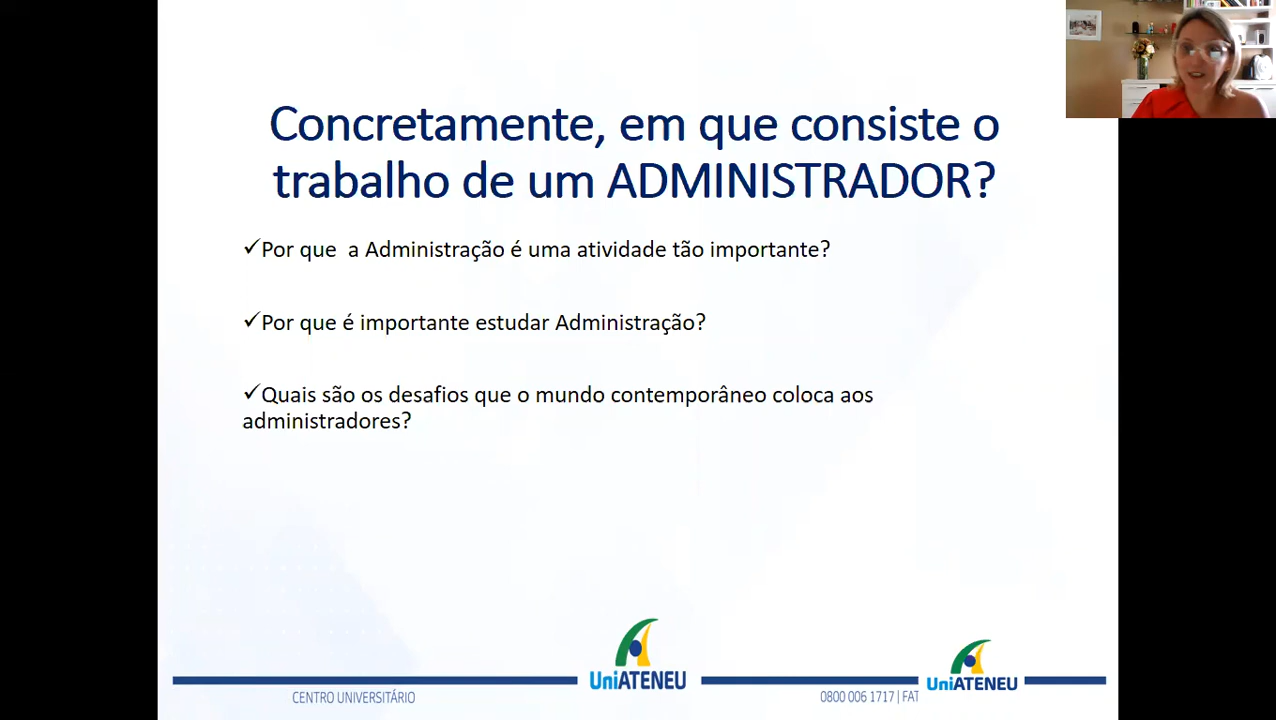 Concretamente, em que consiste o
trabalho de um ADMINISTRADOR?
✓Por que  a Administração é uma atividade tão importante?
✓Por que é importante estudar Administração?
✓Quais são os desafios que o mundo contemporâneo coloca aos
administradores?
CENTRO UNIVERSITÁRIO
UniATENEU
0800 006 1717 | FAT
UniATENEU